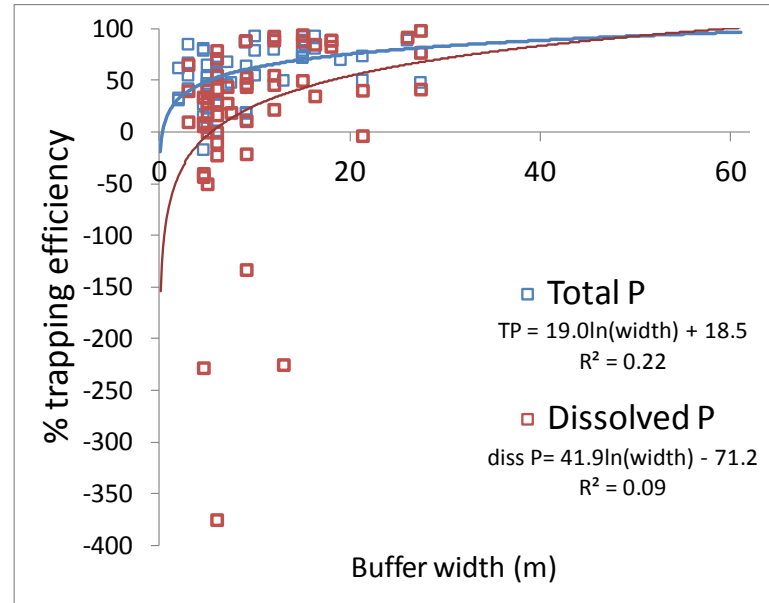 100
50
0
-50
-100
-150
-200
-250
-300
-350
-400
0
20
40
60
% trapping efficiency
Total P
TP = 19.0ln(width) + 18.5
R² = 0.22
Dissolved P
diss P= 41.9ln(width) - 71.2
R² = 0.09
Buffer width (m)